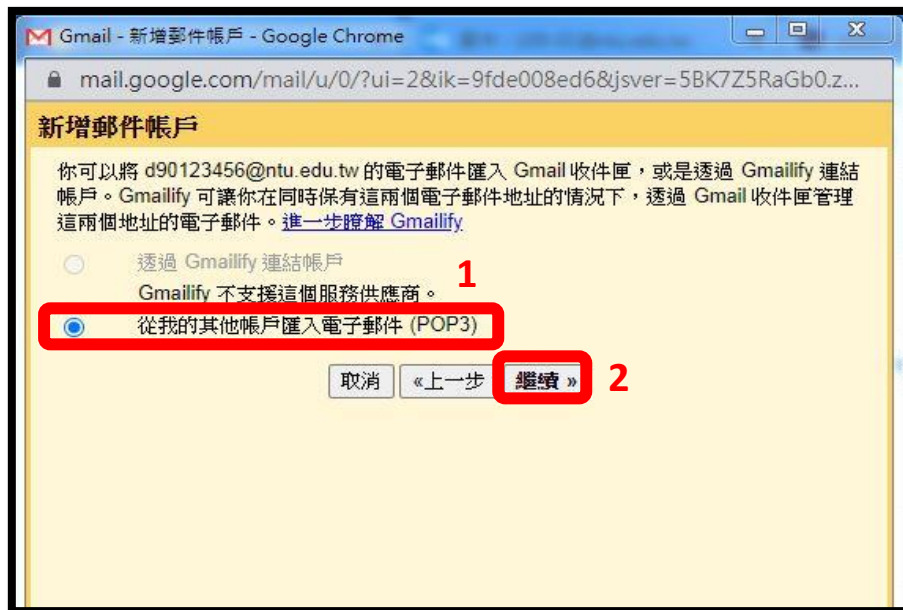 Gmail - 新增郵件帳戶 - Google Chrome
mail.google.com/mail/u/0/?ui=2&ik=9fde008ed6&jsver=5BK7Z5RaGb0.z...
新增郵件帳戶
你可以將 d90123456@ntu.edu.tw 的電子郵件匯入 Gmail 收件匣，或是透過 Gmailify 連結
帳戶。Gmailify 可讓你在同時保有這兩個電子郵件地址的情況下，透過 Gmail 收件匣管理
這兩個地址的電子郵件。進一步瞭解 Gmailify
透過 Gmailify 連結帳戶
1
Gmailify 不支援這個服務供應商。
從我的其他帳戶匯入電子郵件 (POP3)
取消 «上一步 繼續 » 2